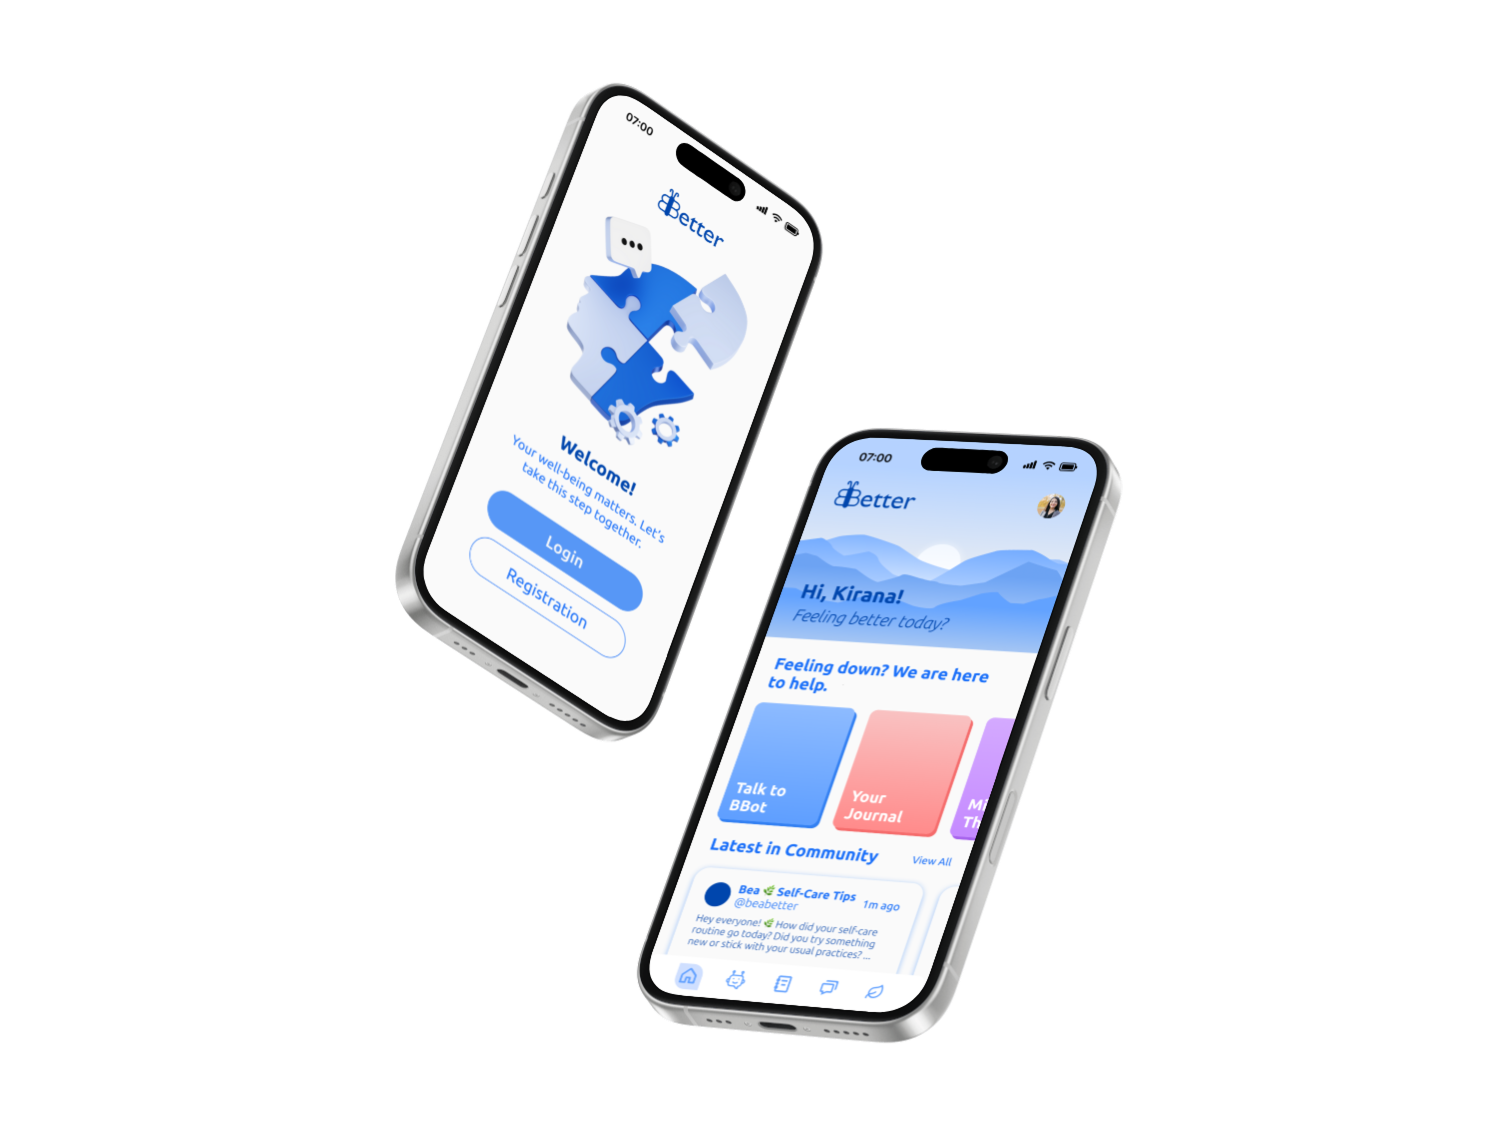 07:00
Better
Welcome!
Your well-being matters. Let's
take this step together.
Login
Registration
07:00
Better
Hi, Kirana!
Feeling better today?
Feeling down? We are here
to help.
Talk to
BBot
Your
Journal
Mi
Th
Latest in Community
View All
Bea 🌿 Self-Care Tips
1m ago
@beabetter
Hey everyone! 🌿 How did your self-care
routine go today? Did you try something
new or stick with your usual practices? ...